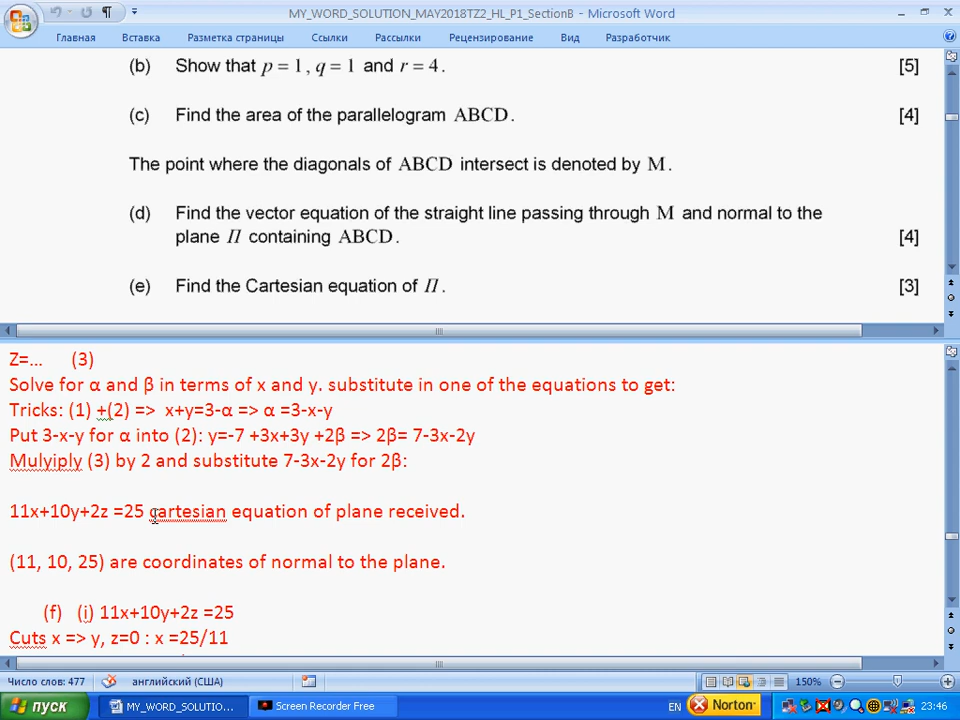 MY_WORD_SOLUTION_MAY2018TZ2_HL_P1_SectionB - Microsoft Word
Главная Вставка Разметка страницы Ссылки Рассылки Рецензирование Вид Разработчик
(b) Show that p = 1, q = 1 and r = 4. [5]
(c) Find the area of the parallelogram ABCD. [4]
The point where the diagonals of ABCD intersect is denoted by M.
(d) Find the vector equation of the straight line passing through M and normal to the
plane Π containing ABCD. [4]
(e) Find the Cartesian equation of Π. [3]
Z=... (3)
Solve for α and β in terms of x and y. substitute in one of the equations to get:
Tricks: (1) +(2) => x+y=3-α => α =3-x-y
Put 3-x-y for α into (2): y=-7 +3x+3y +2β => 2β= 7-3x-2y
Mulyiply (3) by 2 and substitute 7-3x-2y for 2β:
11x+10y+2z =25 cartesian equation of plane received.
(11, 10, 25) are coordinates of normal to the plane.
(f) (i) 11x+10y+2z =25
Cuts x => y, z=0 : x =25/11
Число слов: 477 английский (США) 150%
пуск MY_WORD_SOLUTIO... Screen Recorder Free EN Norton 23:46